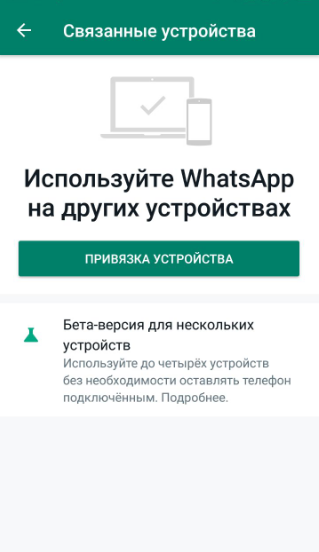 Связанные устройства
Используйте WhatsApp
на других устройствах
ПРИВЯЗКА УСТРОЙСТВА
Бета-версия для нескольких
устройств
Используйте до четырёх устройств
без необходимости оставлять телефон
подключённым. Подробнее.